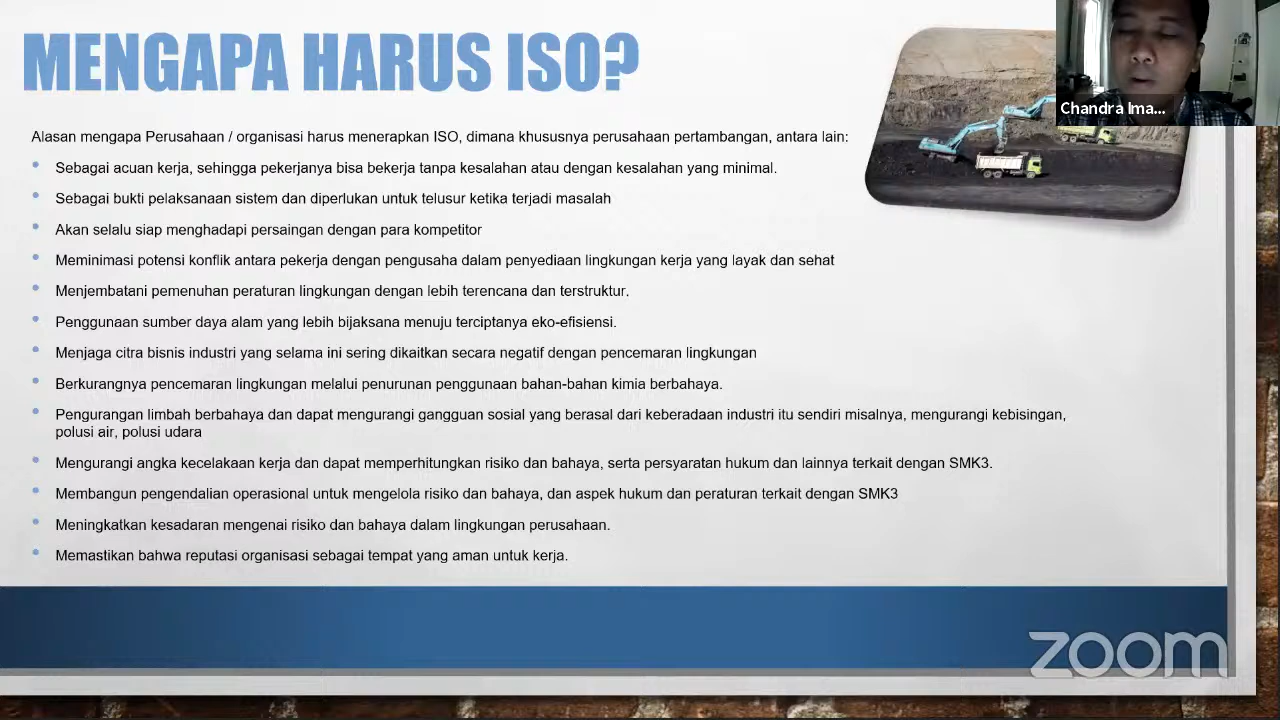 MENGAPA HARUS ISO?
Chandra Ima...
Alasan mengapa Perusahaan / organisasi harus menerapkan ISO, dimana khususnya perusahaan pertambangan, antara lain:
Sebagai acuan kerja, sehingga pekerjanya bisa bekerja tanpa kesalahan atau dengan kesalahan yang minimal.
Sebagai bukti pelaksanaan sistem dan diperlukan untuk telusur ketika terjadi masalah
Akan selalu siap menghadapi persaingan dengan para kompetitor
Meminimasi potensi konflik antara pekerja dengan pengusaha dalam penyediaan lingkungan kerja yang layak dan sehat
Menjembatani pemenuhan peraturan lingkungan dengan lebih terencana dan terstruktur.
Penggunaan sumber daya alam yang lebih bijaksana menuju terciptanya eko-efisiensi.
Menjaga citra bisnis industri yang selama ini sering dikaitkan secara negatif dengan pencemaran lingkungan
Berkurangnya pencemaran lingkungan melalui penurunan penggunaan bahan-bahan kimia berbahaya.
Pengurangan limbah berbahaya dan dapat mengurangi gangguan sosial yang berasal dari keberadaan industri itu sendiri misalnya, mengurangi kebisingan,
polusi air, polusi udara
Mengurangi angka kecelakaan kerja dan dapat memperhitungkan risiko dan bahaya, serta persyaratan hukum dan lainnya terkait dengan SMK3.
Membangun pengendalian operasional untuk mengelola risiko dan bahaya, dan aspek hukum dan peraturan terkait dengan SMK3
Meningkatkan kesadaran mengenai risiko dan bahaya dalam lingkungan perusahaan.
Memastikan bahwa reputasi organisasi sebagai tempat yang aman untuk kerja.
zoom